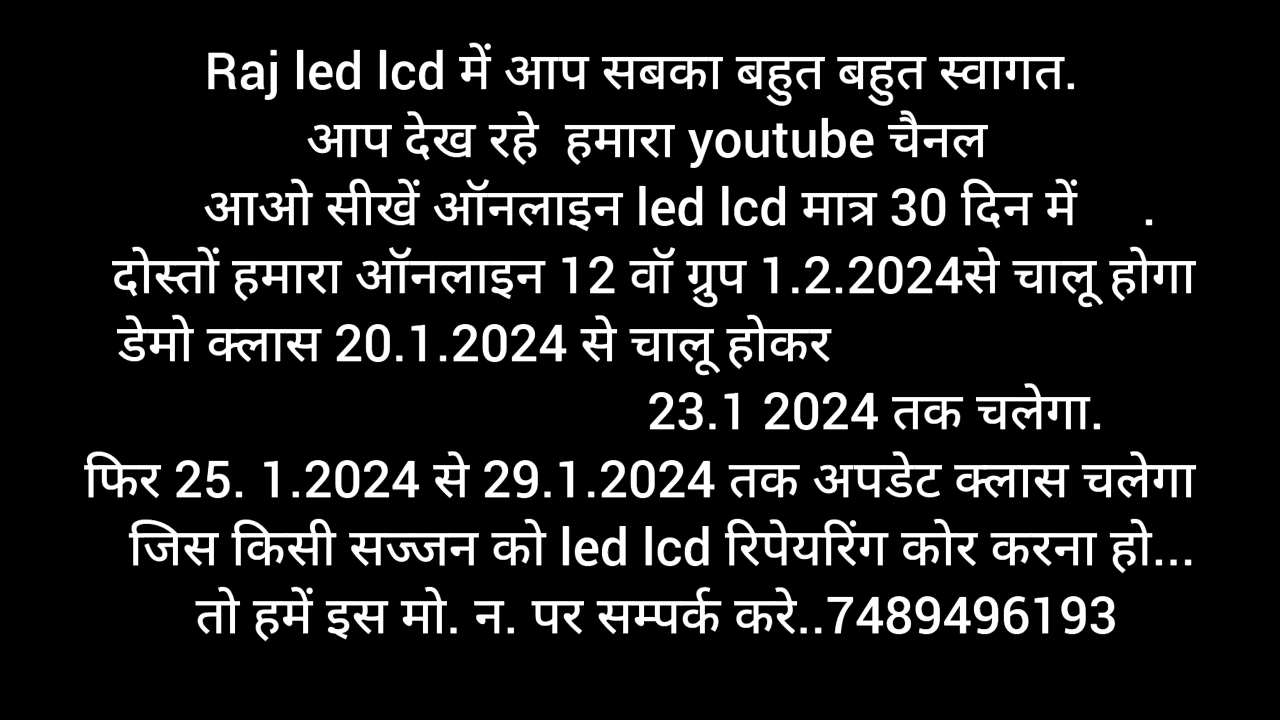 Raj led lcd में आप सबका बहुत बहुत स्वागत.
आप देख रहे हमारा youtube चैनल
आओ सीखें ऑनलाइन led lcd मात्र 30 दिन में .
दोस्तों हमारा ऑनलाइन 12 वॉ ग्रुप 1.2.2024से चालू होगा
डेमो क्लास 20.1.2024 से चालू होकर
23.1 2024 तक चलेगा.
फिर 25. 1.2024 से 29.1.2024 तक अपडेट क्लास चलेगा
जिस किसी सज्जन को led lcd रिपेयरिंग कोर करना हो...
तो हमें इस मो. न. पर सम्पर्क करे..7489496193